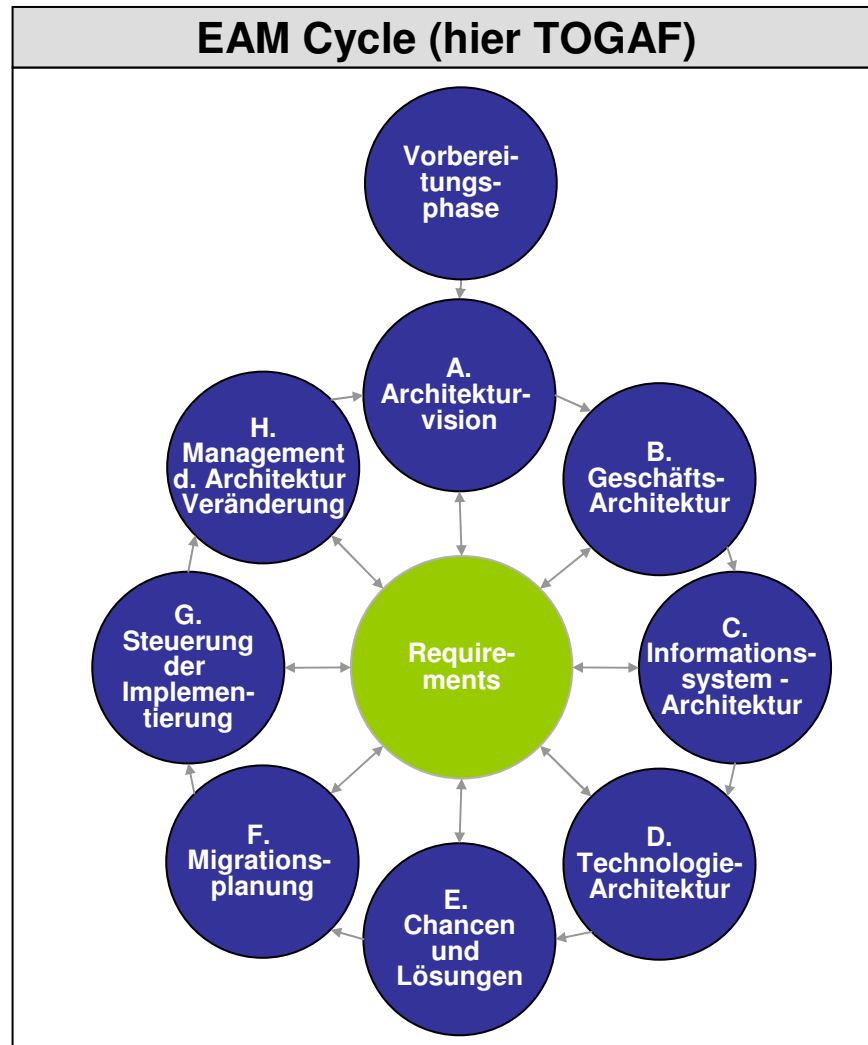 EAM Cycle (hier TOGAF)
Vorberei-
tungs-
phase
A.
Architektur-
vision
B.
Geschäfts-
Architektur
C.
Informations-
system -
Architektur
D.
Technologie-
Architektur
E.
Chancen
und
Lösungen
F.
Migrations-
planung
G.
Steuerung
der
Implemen-
tierung
H.
Management
d. Architektur
Veränderung
Require-
ments